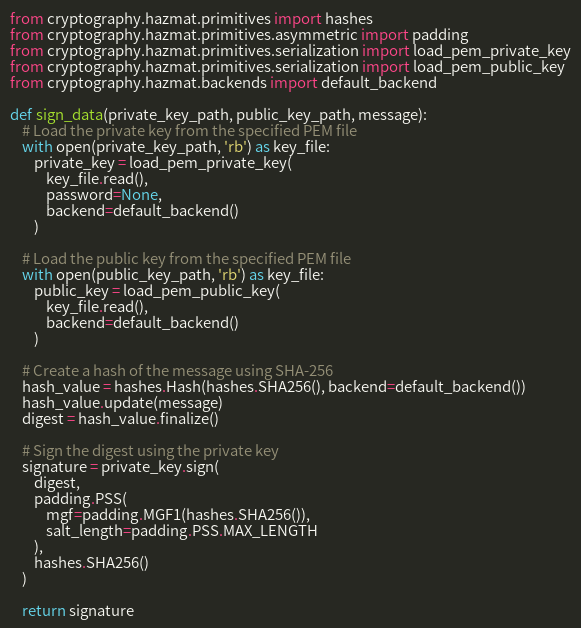 from cryptography.hazmat.primitives import hashes
from cryptography.hazmat.primitives.asymmetric import padding
from cryptography.hazmat.primitives.serialization import load_pem_private_key
from cryptography.hazmat.primitives.serialization import load_pem_public_key
from cryptography.hazmat.backends import default_backend

def sign_data(private_key_path, public_key_path, message):
    # Load the private key from the specified PEM file
    with open(private_key_path, 'rb') as key_file:
        private_key = load_pem_private_key(
            key_file.read(),
            password=None,
            backend=default_backend()
        )

    # Load the public key from the specified PEM file
    with open(public_key_path, 'rb') as key_file:
        public_key = load_pem_public_key(
            key_file.read(),
            backend=default_backend()
        )

    # Create a hash of the message using SHA-256
    hash_value = hashes.Hash(hashes.SHA256(), backend=default_backend())
    hash_value.update(message)
    digest = hash_value.finalize()

    # Sign the digest using the private key
    signature = private_key.sign(
        digest,
        padding.PSS(
            mgf=padding.MGF1(hashes.SHA256()),
            salt_length=padding.PSS.MAX_LENGTH
        ),
        hashes.SHA256()
    )

    return signature